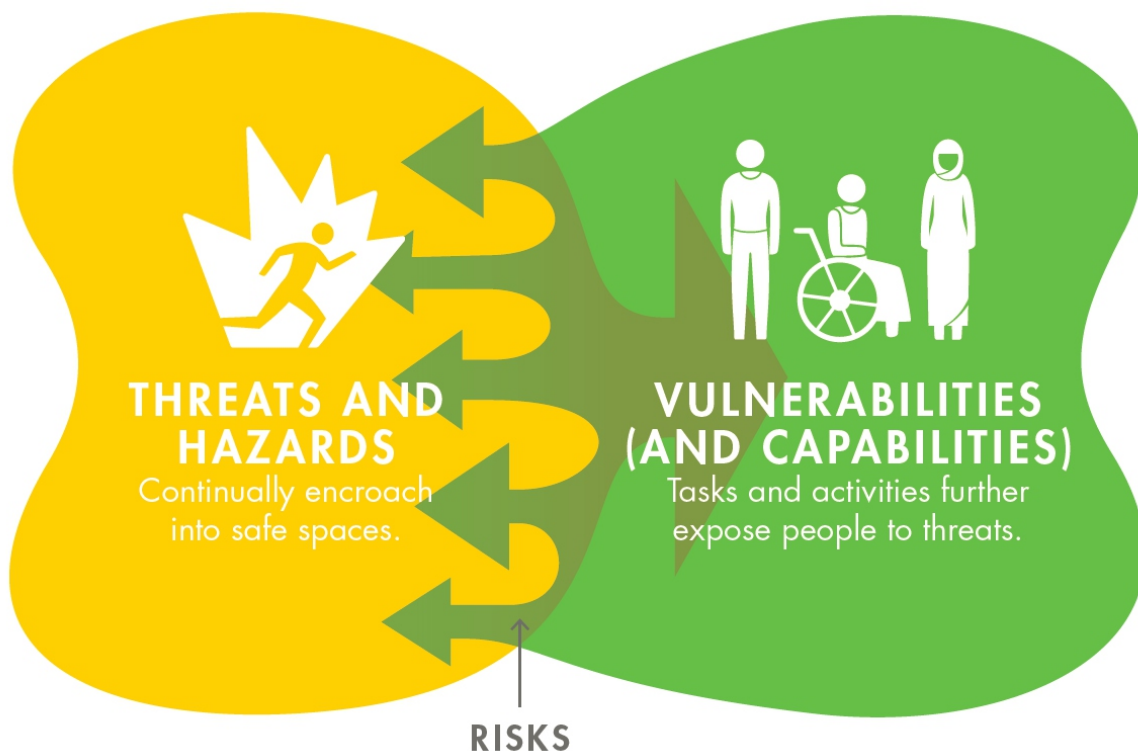 THREATS AND
HAZARDS
Continually encroach
into safe spaces.
VULNERABILITIES
(AND CAPABILITIES)
Tasks and activities further
expose people to threats.
RISKS